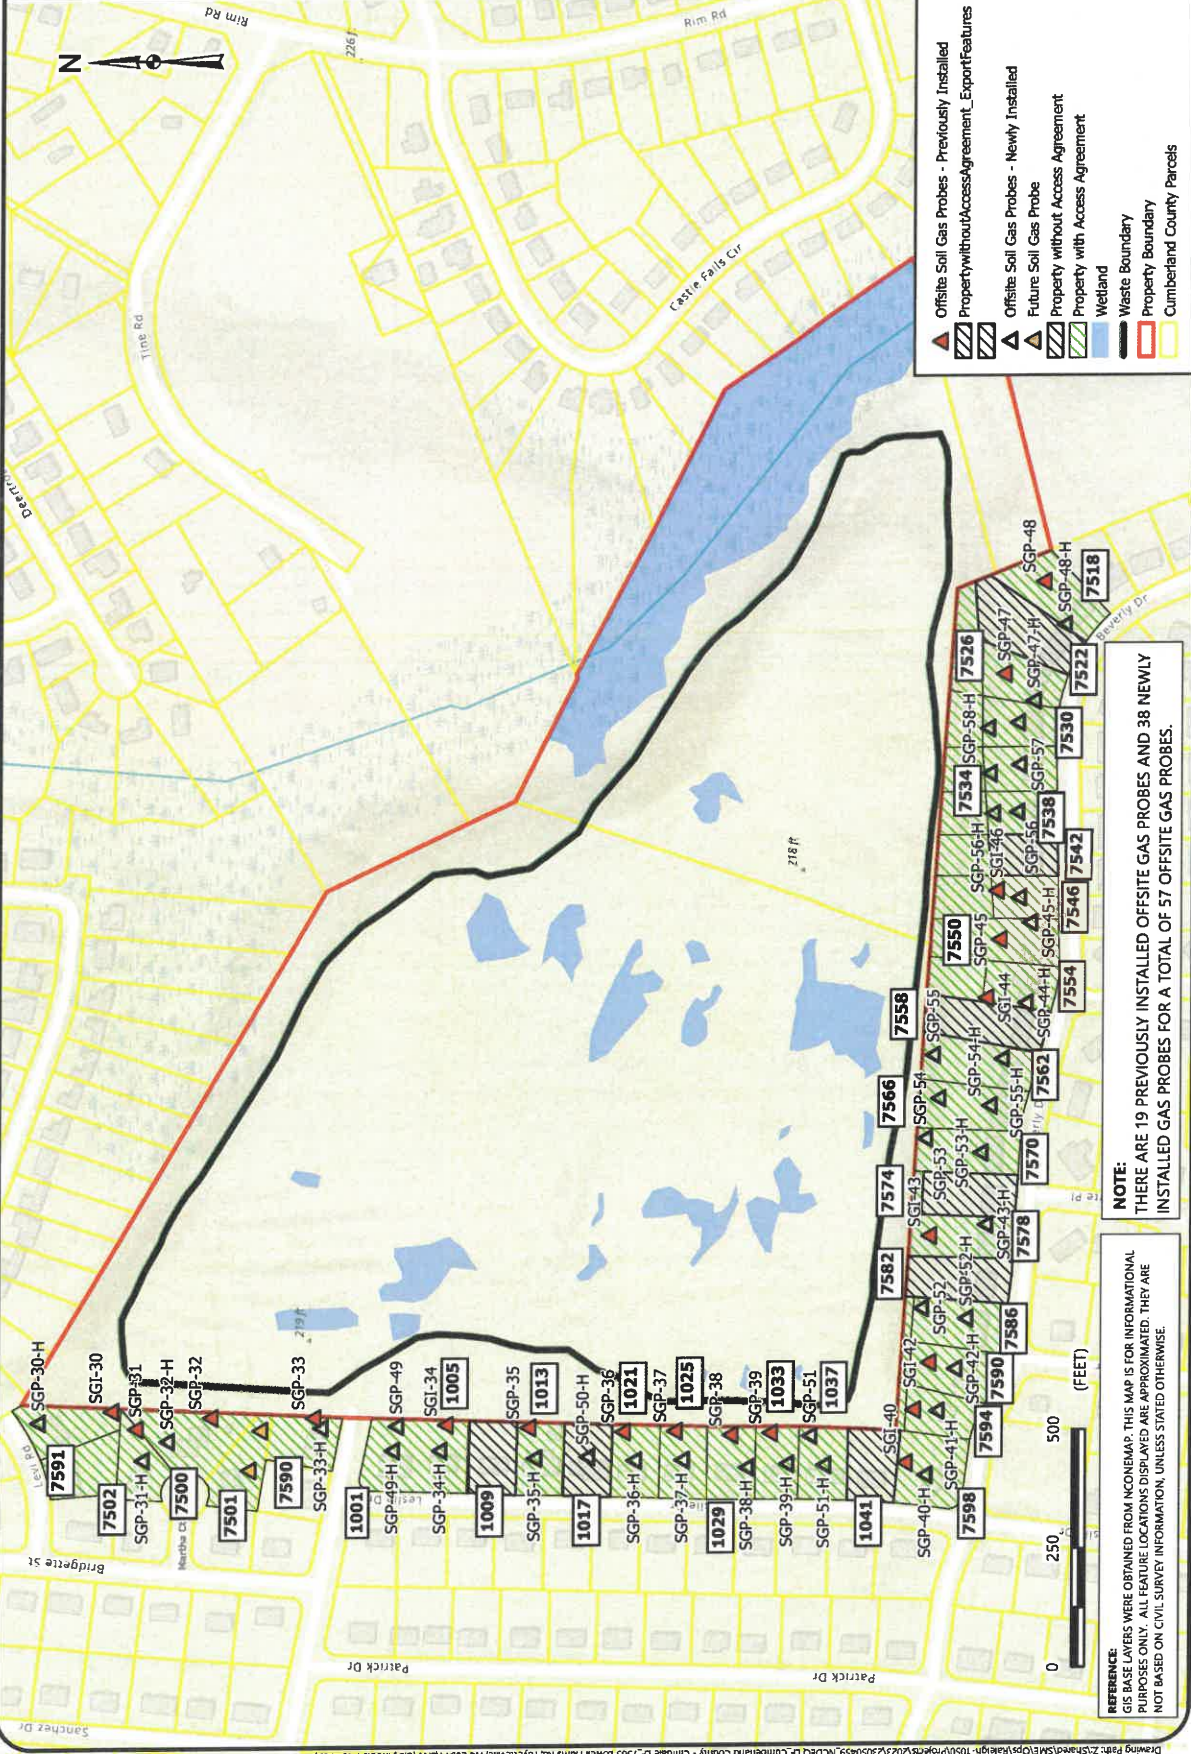 N
Rim Rd
Rim Rd
226 ft
Tine Rd
Castle Falls Cir
218 ft
219 ft
Levi Rd
Bridgette St
Martha Ct
Patrick Dr
Patrick Dr
Sanchez Dr
Beverly Dr
SGP-30-H
SGI-30
SGP-31
SGP-32-H
SGP-32
SGP-33
SGP-49
SGI-34
1005
SGP-35
1013
SGP-50-H
SGP-36
1021
SGP-37
1025
SGP-38
SGP-39
1033
SGP-51
1037
7591
7502
SGP-31-H
7500
7501
7590
SGP-33-H
1001
SGP-49-H
SGP-34-H
1009
SGP-35-H
1017
SGP-36-H
SGP-37-H
1029
SGP-38-H
SGP-39-H
SGP-51-H
1041
SGP-40-H
7598
SGI-40
SGP-41-H
7594
SGI-42
SGP-42-H
7590
7586
SGP-52
SGP-52-H
7582
SGI-43
SGP-43-H
7578
7574
SGP-53
SGP-53-H
7570
7566
SGP-54
SGP-54-H
SGP-55-H
7562
7558
SGP-55
SGI-44
SGP-44-H
7554
7550
SGP-45
SGP-45-H
7546
SGP-56-H
SGI-46
SGP-56
7542
7538
7534
SGP-57
SGP-58-H
7530
7526
SGP-47
SGP-47-H
7522
SGP-48
SGP-48-H
7518
Offsite Soil Gas Probes - Previously Installed
PropertywithoutAccessAgreement_ExportFeatures
Offsite Soil Gas Probes - Newly Installed
Future Soil Gas Probe
Property without Access Agreement
Property with Access Agreement
Wetland
Waste Boundary
Property Boundary
Cumberland County Parcels
0 250 500
(FEET)
REFERENCE:
GIS BASE LAYERS WERE OBTAINED FROM NCONEMAP. THIS MAP IS FOR INFORMATIONAL
PURPOSES ONLY. ALL FEATURE LOCATIONS DISPLAYED ARE APPROXIMATED. THEY ARE
NOT BASED ON CIVIL SURVEY INFORMATION, UNLESS STATED OTHERWISE.
NOTE:
THERE ARE 19 PREVIOUSLY INSTALLED OFFSITE GAS PROBES AND 38 NEWLY
INSTALLED GAS PROBES FOR A TOTAL OF 57 OFFSITE GAS PROBES.